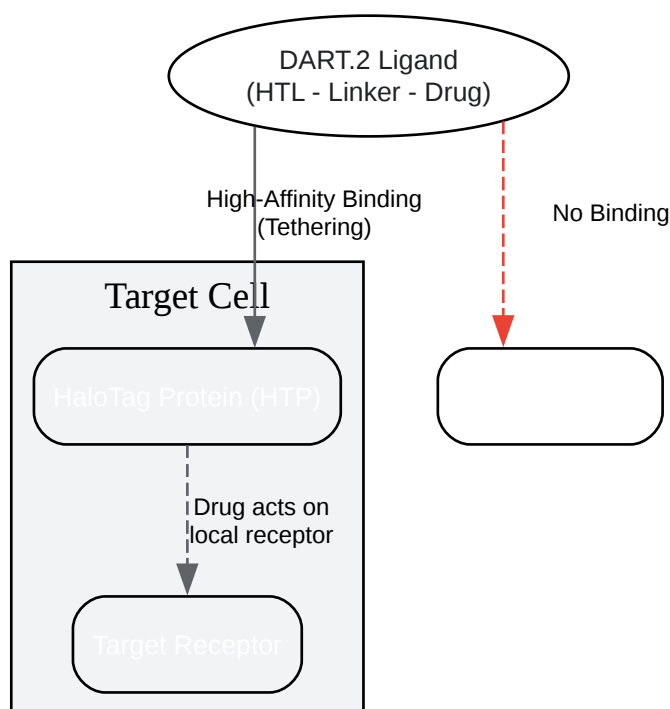 DART.2 Ligand
(HTL - Linker - Drug)
High-Affinity Binding
(Tethering)
No Binding
Target Cell
HaloTag Protein (HTP)
Drug acts on
local receptor
Target Receptor